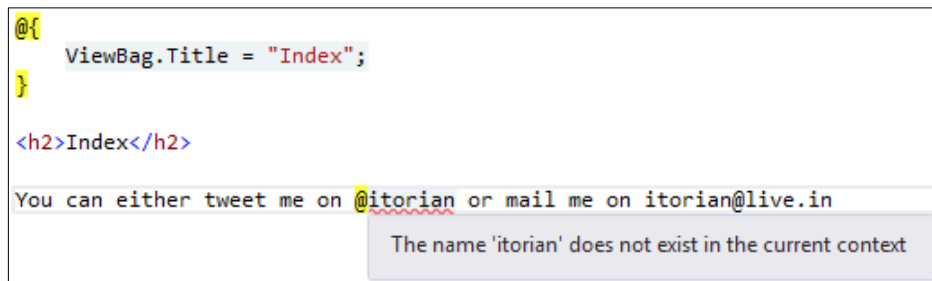 @{
    ViewBag.Title = "Index";
}
<h2>Index</h2>
You can either tweet me on @itorian or mail me on itorian@live.in
The name 'itorian' does not exist in the current context